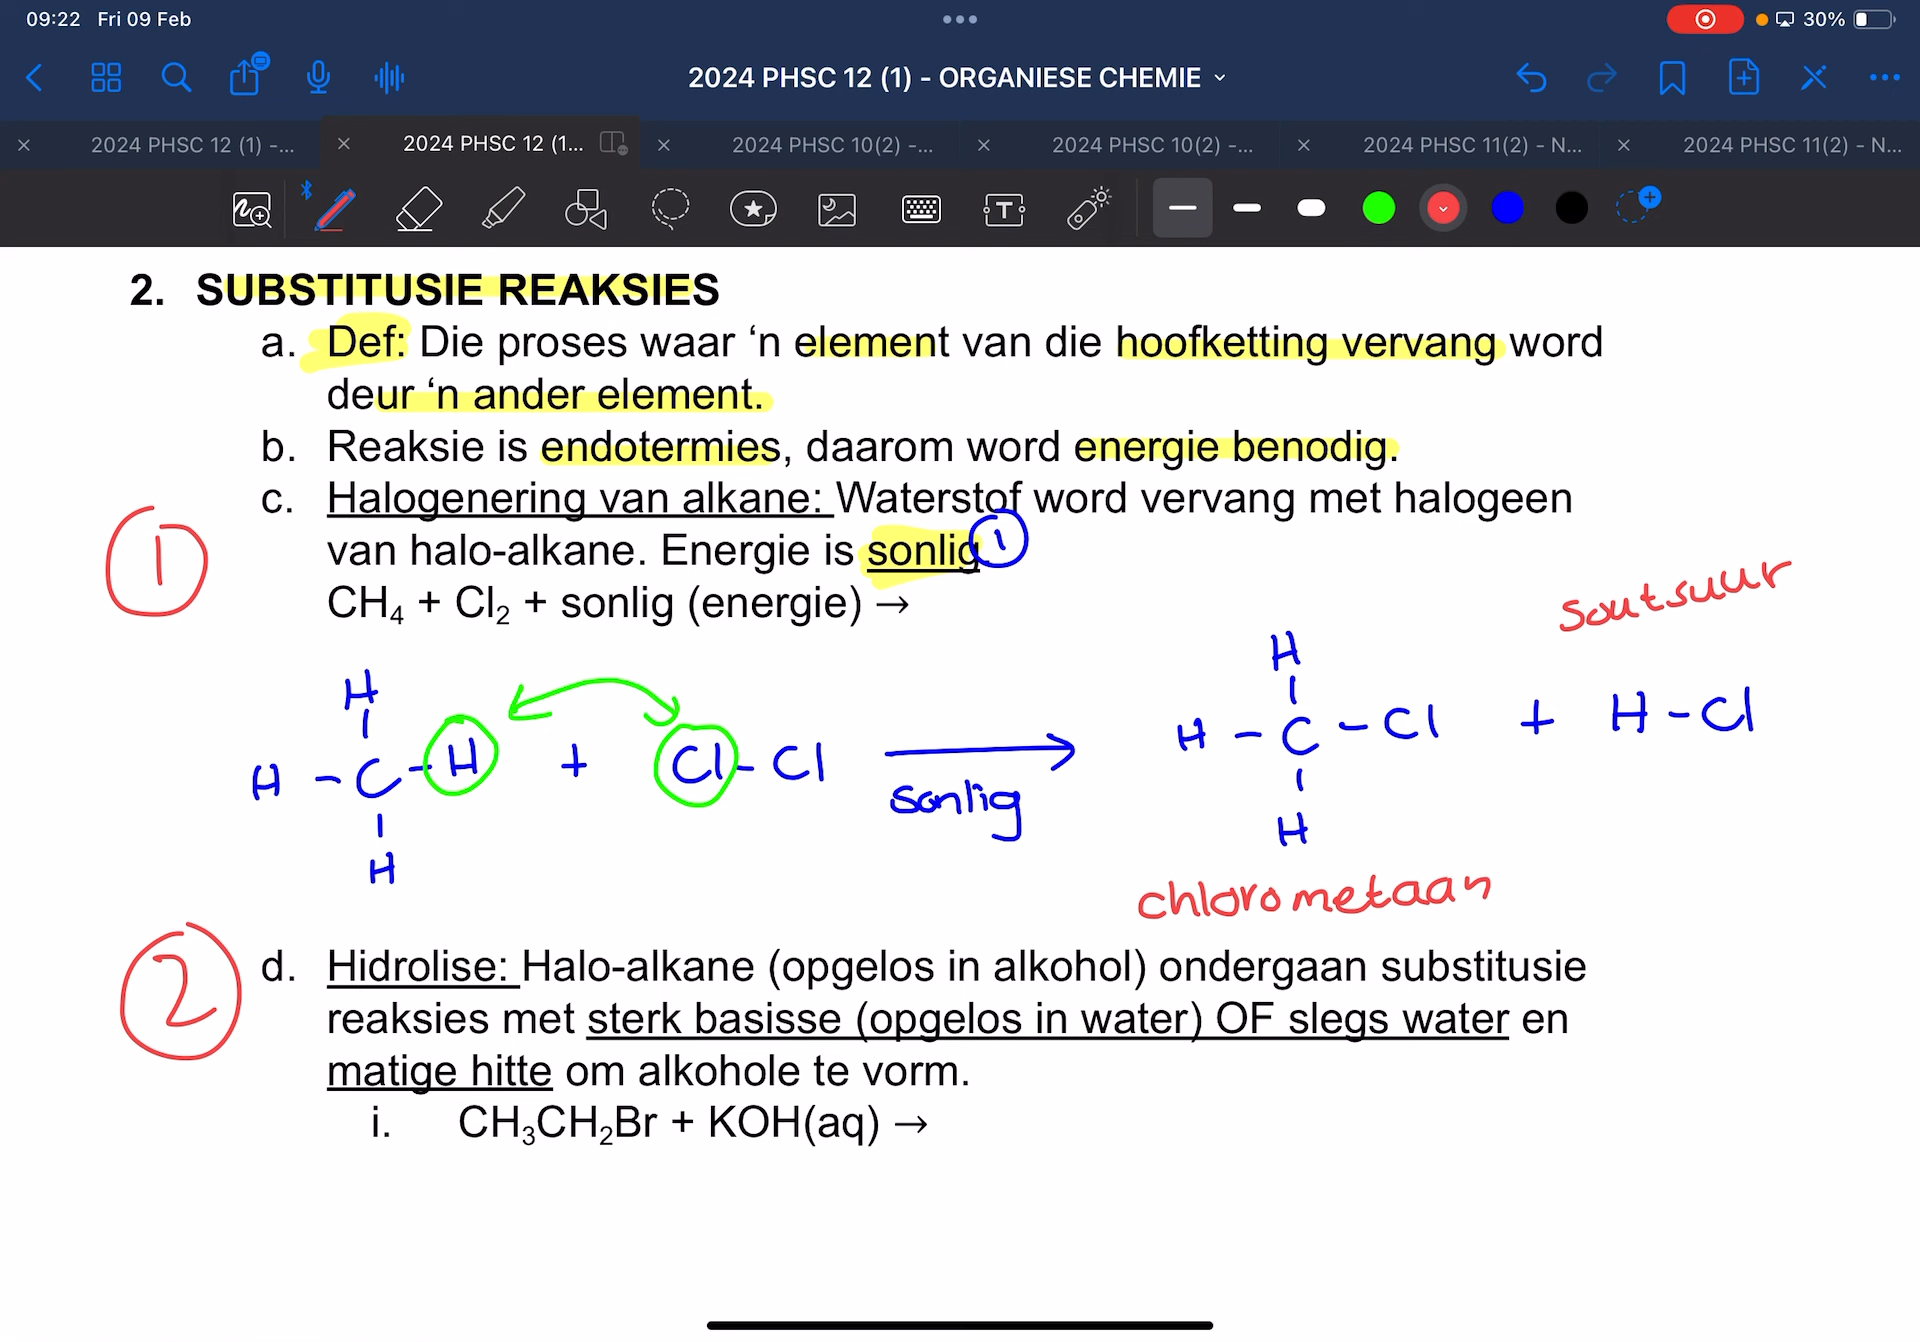 09:22 Fri 09 Feb
30%
2024 PHSC 12 (1) - ORGANIESE CHEMIE
2024 PHSC 12 (1) -...
2024 PHSC 12 (1...
2024 PHSC 10(2) -...
2024 PHSC 10(2) -...
2024 PHSC 11(2) - N...
2024 PHSC 11(2) - N...
2. SUBSTITUSIE REAKSIES
a. Def: Die proses waar ‘n element van die hoofketting vervang word
deur ‘n ander element.
b. Reaksie is endotermies, daarom word energie benodig.
c. Halogenering van alkane: Waterstof word vervang met halogeen
1
van halo-alkane. Energie is sonlig 1
CH₄ + Cl₂ + sonlig (energie) →
soutsuur
H
H
H - C - H + Cl - Cl
sonlig
H - C - Cl + H - Cl
H
H
chlorometaan
2
d. Hidrolise: Halo-alkane (opgelos in alkohol) ondergaan substitusie
reaksies met sterk basisse (opgelos in water) OF slegs water en
matige hitte om alkohole te vorm.
i. CH₃CH₂Br + KOH(aq) →